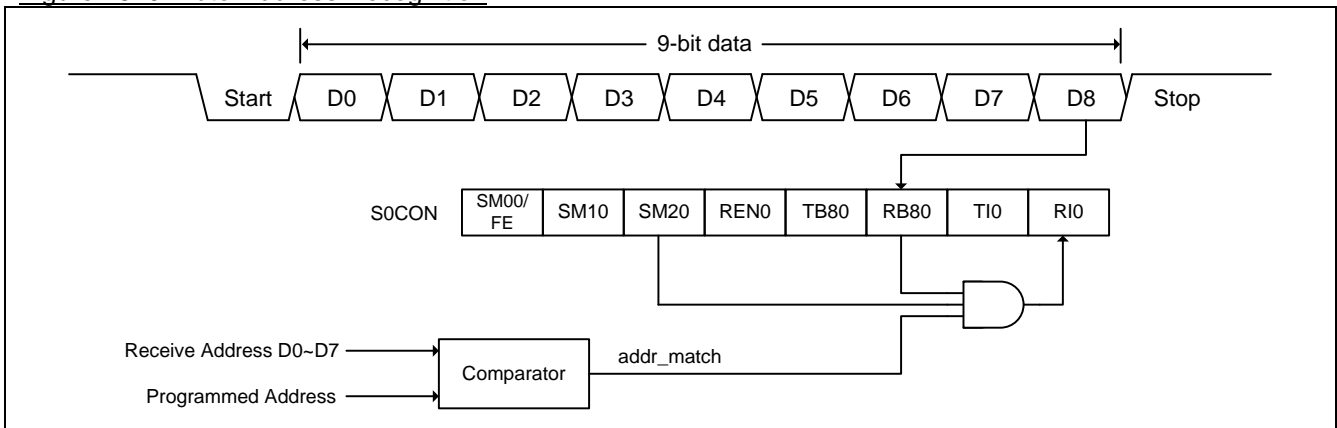 9-bit data
Start D0 D1 D2 D3 D4 D5 D6 D7 D8 Stop
S0CON SM00/ FE SM10 SM20 REN0 TB80 RB80 TI0 RI0
Receive Address D0~D7
Programmed Address
Comparator
addr_match